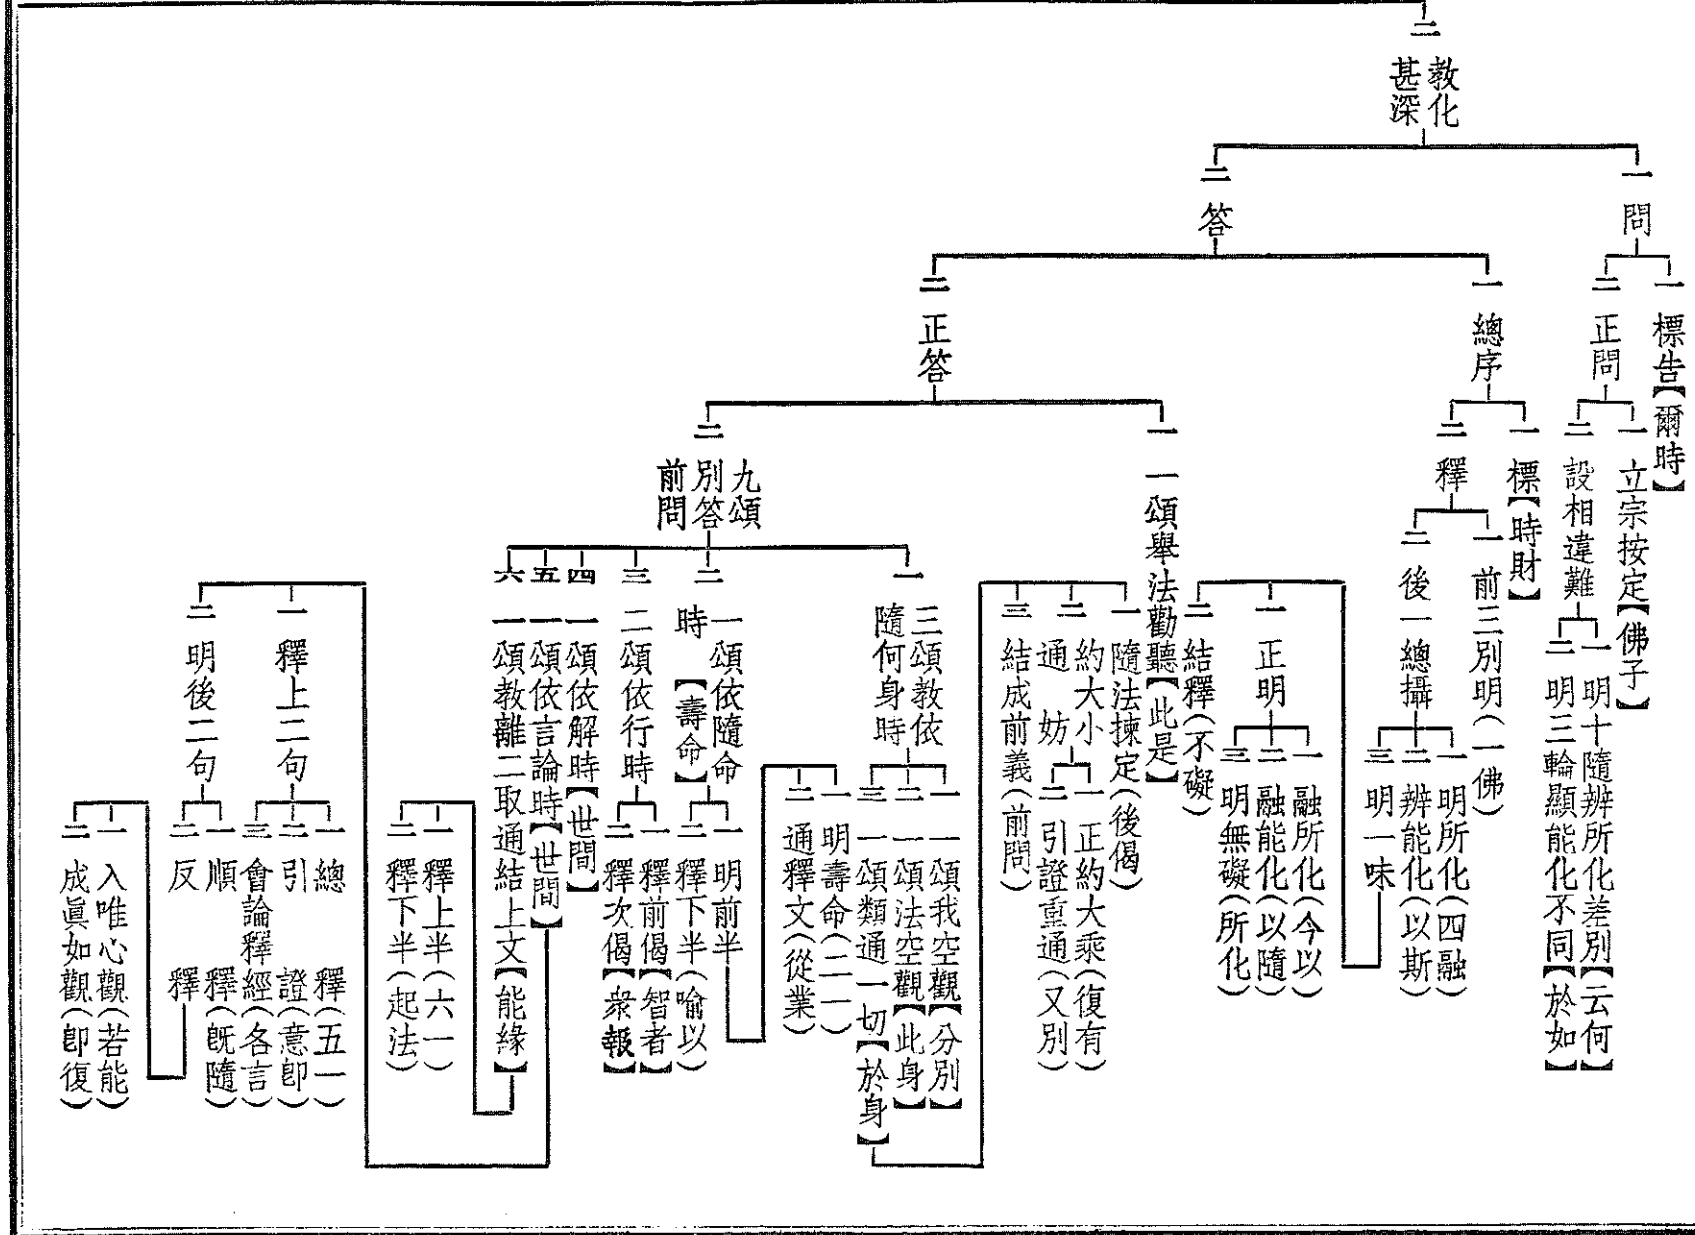 二 教化甚深
一 問
一 標告【爾時】
二 正問
一 立宗按定【佛子】
二 設相違難
一 明十隨辨所化差別【云何】
二 明三輪顯能化不同【於如】
二 答
一 總序
一 標【時財】
二 釋
一 前三別明(一佛)
二 後一總攝
一 明所化(四融)
二 辨能化(以斯)
三 明一味
一 正明
一 融所化(今以)
二 融能化(以隨)
三 明無礙(所化)
二 結釋(不礙)
二 正答
一 一頌舉法勸聽【此是】
二 九頌別答前問
一 三頌教依隨何身時
一 一頌我空觀【分別】
二 一頌法空觀【此身】
三 一頌類通一切【於身】
一 隨法揀定(後偈)
二 約大小通妨
一 正約大乘(復有)
二 引證重通(又別)
三 結成前義(前問)
二 一頌依隨命時【壽命】
一 明前半
一 明壽命(二一)
二 通釋文(從業)
二 釋下半(喻以)
三 二頌依行時
一 釋前偈【智者】
二 釋次偈【衆報】
四 一頌依解時【世間】
五 一頌依言論時【世間】
一 釋上二句
一 總釋(五一)
二 引證(意卽)
三 會論釋經(各言)
二 明後二句
一 順釋(旣隨)
二 反釋
一 入唯心觀(若能)
二 成眞如觀(卽復)
六 一頌教離二取通結上文【能緣】
一 釋上半(六一)
二 釋下半(起法)